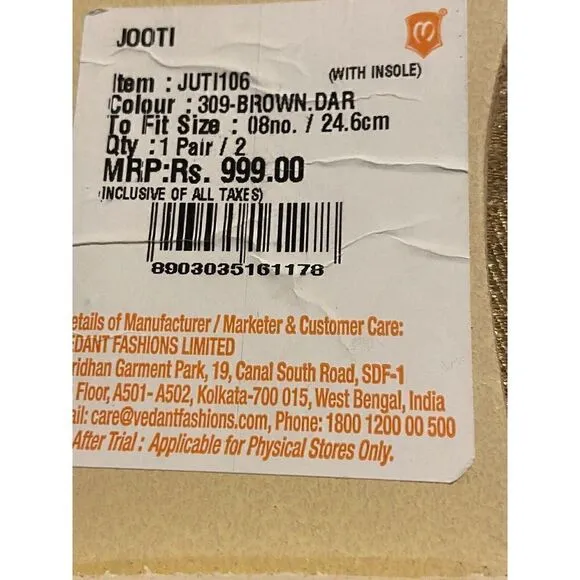 JOOTI
Item : JUTI106 (WITH INSOLE)
Colour : 309-BROWN.DAR
To Fit Size : 08no. / 24.6cm
Qty : 1 Pair / 2
MRP:Rs. 999.00
(INCLUSIVE OF ALL TAXES)
8903035161178
etails of Manufacturer / Marketer & Customer Care:
EDANT FASHIONS LIMITED
ridhan Garment Park, 19, Canal South Road, SDF-1
Floor, A501- A502, Kolkata-700 015, West Bengal, India
ail: care@vedantfashions.com, Phone: 1800 1200 00 500
After Trial : Applicable for Physical Stores Only.